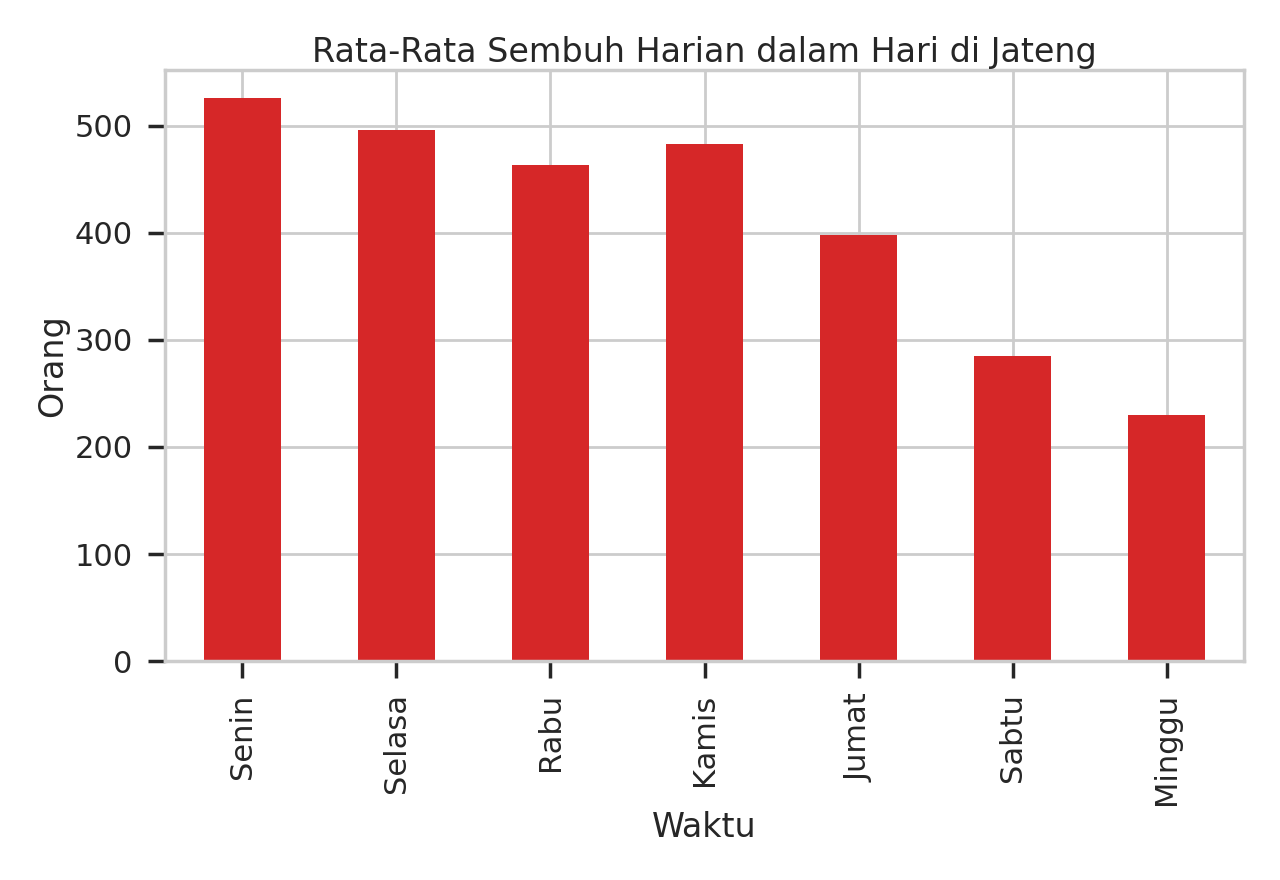 Rata-Rata Sembuh Harian dalam Hari di Jateng
Orang
500
400
300
200
100
0
Senin
Selasa
Rabu
Kamis
Jumat
Sabtu
Minggu
Waktu